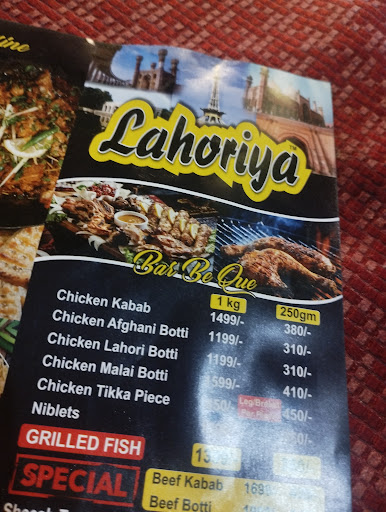 Lahoriya
Bar Be Que
1 kg 250gm
Chicken Kabab 1499/- 380/-
Chicken Afghani Botti 1199/- 310/-
Chicken Lahori Botti 1199/- 310/-
Chicken Malai Botti 1599/- 410/-
Chicken Tikka Piece 450/-
Niblets
GRILLED FISH
SPECIAL
Beef Kabab
Beef Botti